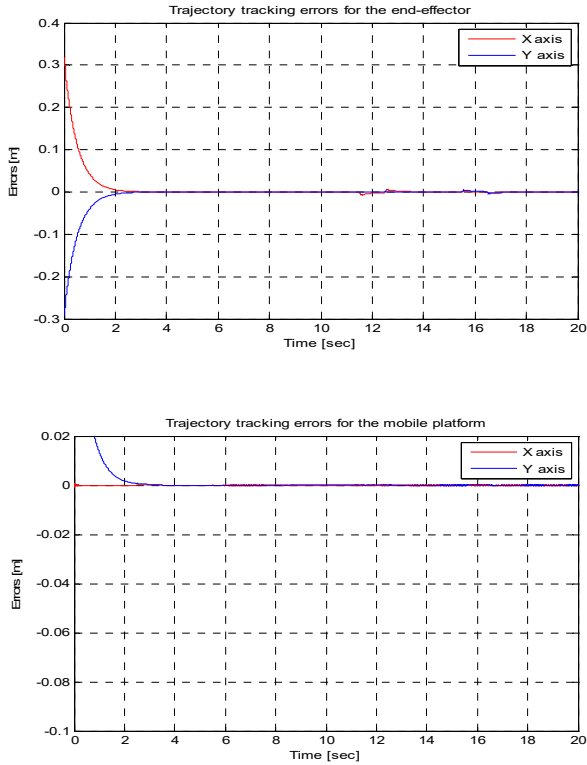 Trajectory tracking errors for the end-effector
0.4
X axis
Y axis
0.3
0.2
0.1
Errors [m]
0
-0.1
-0.2
-0.3
0 2 4 6 8 10 12 14 16 18 20
Time [sec]
Trajectory tracking errors for the mobile platform
0.02
X axis
Y axis
0
-0.02
Errors [m]
-0.04
-0.06
-0.08
-0.1
0 2 4 6 8 10 12 14 16 18 20
Time [sec]